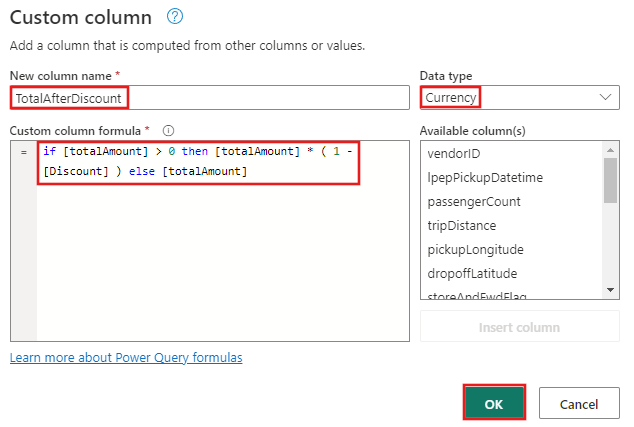 Custom column
Add a column that is computed from other columns or values.
New column name *
Data type
TotalAfterDiscount
Currency
Custom column formula *
Available column(s)
= if [totalAmount] > 0 then [totalAmount] * ( 1 -
[Discount] ) else [totalAmount]
vendorID
lpepPickupDatetime
passengerCount
tripDistance
pickupLongitude
dropoffLatitude
storeAndFwdFlag
Insert column
Learn more about Power Query formulas
OK
Cancel